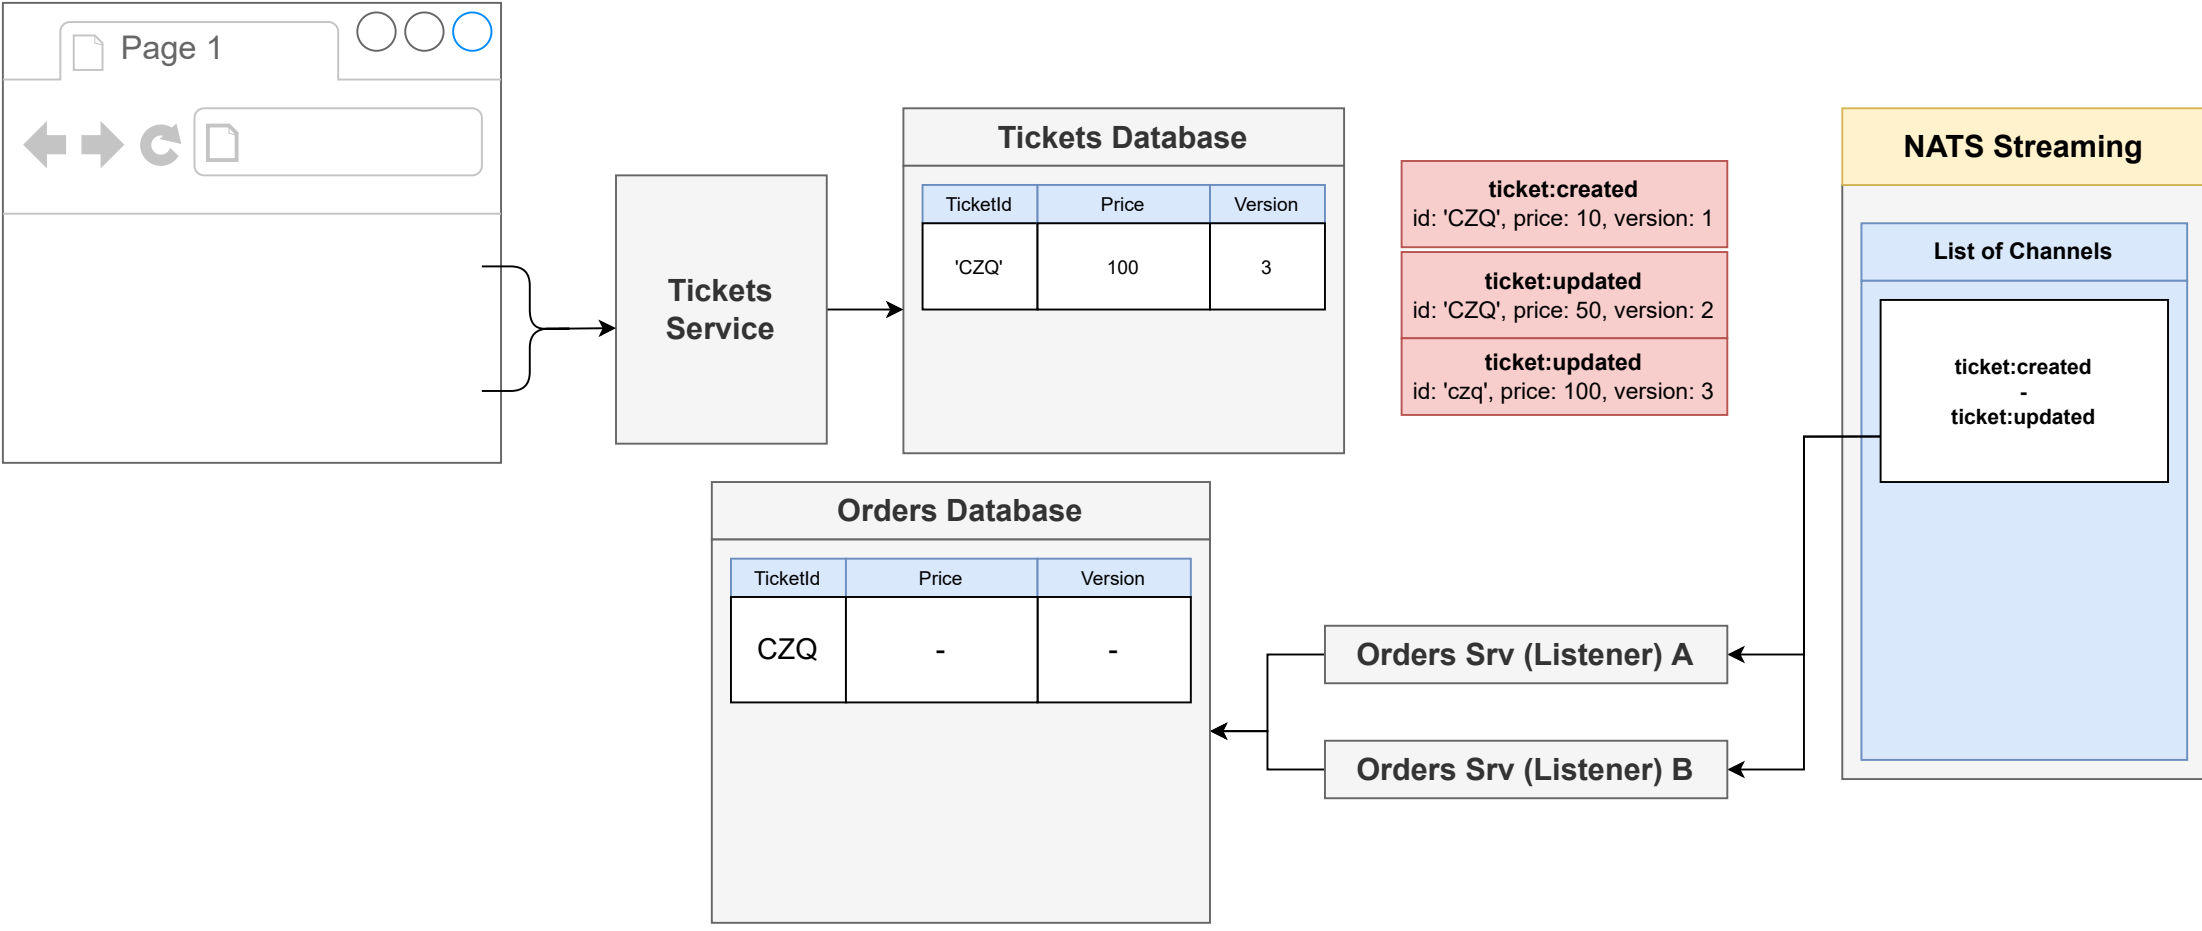 Page 1
Tickets
Service
Tickets Database
TicketId Price Version
'CZQ' 100 3
ticket:created
id: 'CZQ', price: 10, version: 1
ticket:updated
id: 'CZQ', price: 50, version: 2
ticket:updated
id: 'czq', price: 100, version: 3
NATS Streaming
List of Channels
ticket:created
-
ticket:updated
Orders Database
TicketId Price Version
CZQ - -
Orders Srv (Listener) A
Orders Srv (Listener) B